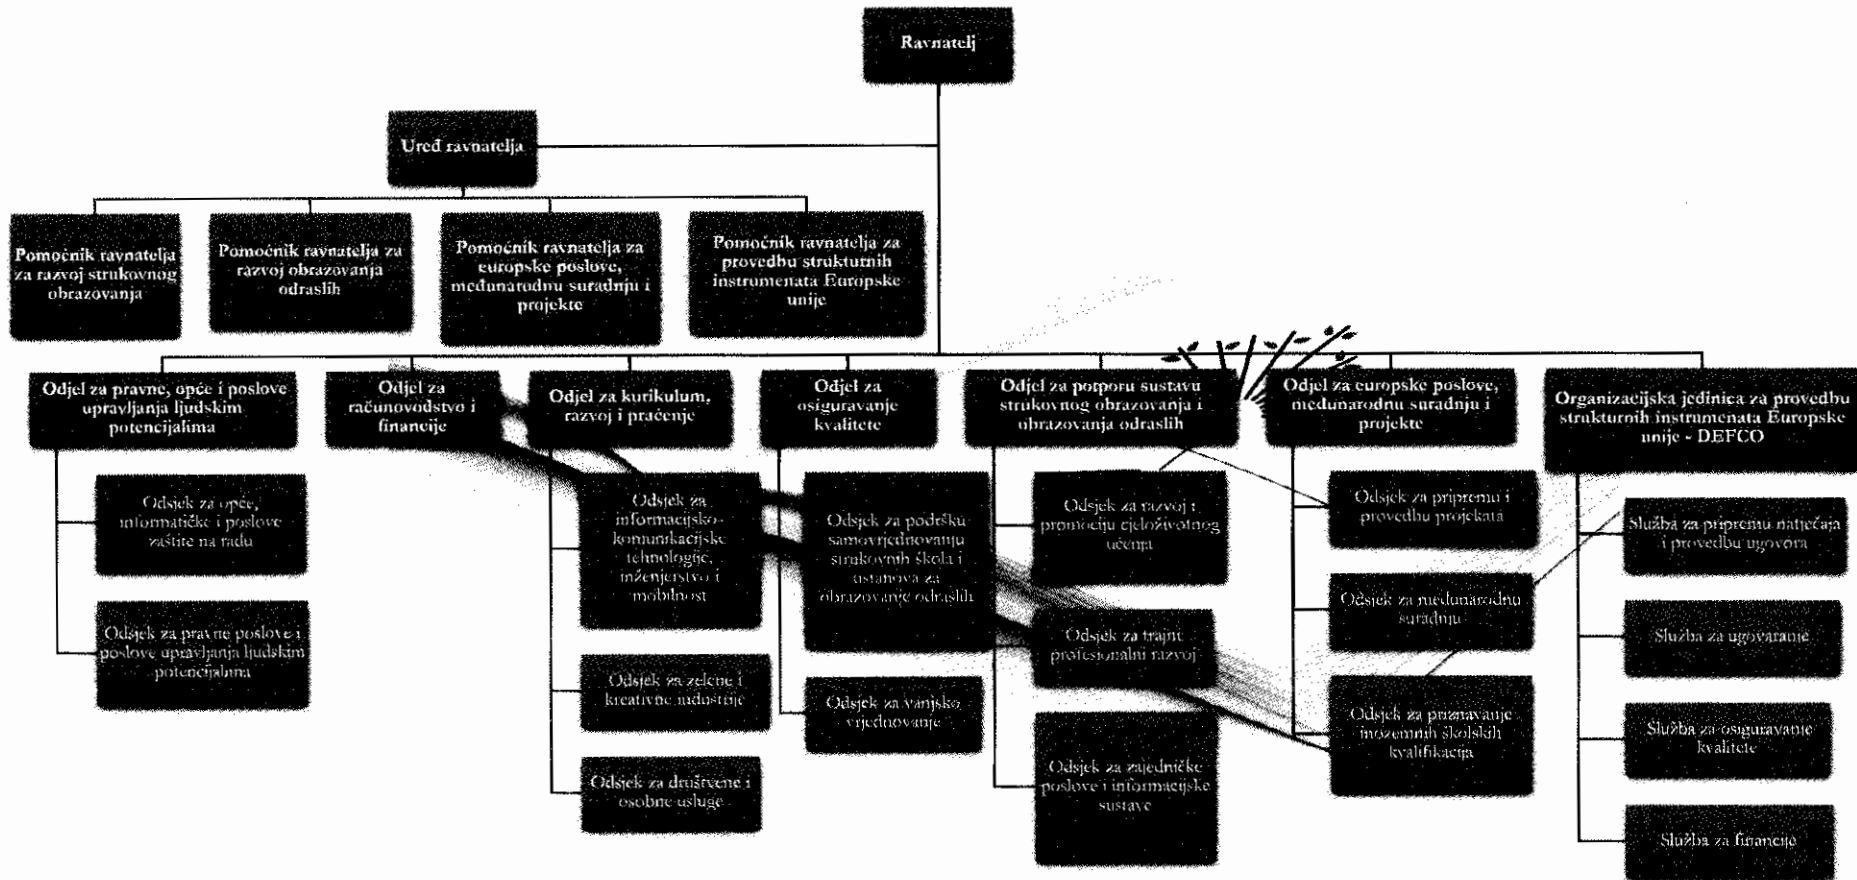 Ravnatelj
Ured ravnatelja
Pomoćnik ravnatelja
za razvoj strukovnog
obrazovanja
Pomoćnik ravnatelja za
razvoj obrazovanja
odraslih
Pomoćnik ravnatelja za
europske poslove,
međunarodnu suradnju i
projekte
Pomoćnik ravnatelja za
provedbu strukturnih
instrumenata Europske
unije
Odjel za pravne, opće i poslove
upravljanja ljudskim
potencijalima
Odsjek za opće,
informatičke i poslove
zaštite na radu
Odsjek za pravne poslove i
poslove upravljanja ljudskim
potencijalima
Odjel za
računovodstvo i
financije
Odjel za kurikulum,
razvoj i praćenje
Odsjek za
informacijsko-
komunikacijske
tehnologije,
inženjerstvo i
mobilnost
Odsjek za zelene i
kreativne industrije
Odsjek za društvene i
osobne usluge
Odjel za
osiguravanje
kvalitete
Odsjek za podršku
samovrjednovanju
strukovnih škola i
ustanova za
obrazovanje odraslih
Odsjek za vanjsko
vrjednovanje
Odjel za potporu sustavu
strukovnog obrazovanja i
obrazovanja odraslih
Odsjek za razvoj i
promociju cjeloživotnog
učenja
Odsjek za trajni
profesionalni razvoj
Odsjek za zajedničke
poslove i informacijske
sustave
Odjel za europske poslove,
međunarodnu suradnju i
projekte
Odsjek za pripremu i
provedbu projekata
Odsjek za međunarodnu
suradnju
Odsjek za priznavanje
inozemnih školskih
kvalifikacija
Organizacijska jedinica za provedbu
strukturnih instrumenata Europske
unije - DEFCO
Služba za pripremu natječaja
i provedbu ugovora
Služba za ugovaranje
Služba za osiguravanje
kvalitete
Služba za financije